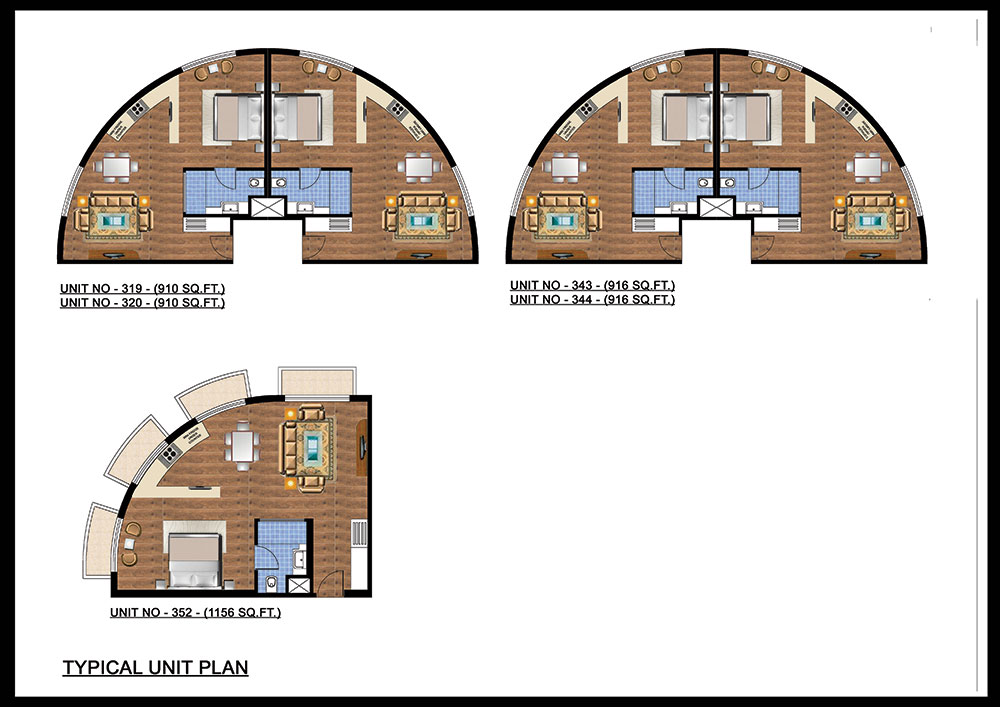 UNIT NO - 319 - (910 SQ.FT.)
UNIT NO - 320 - (910 SQ.FT.)
UNIT NO - 343 - (916 SQ.FT.)
UNIT NO - 344 - (916 SQ.FT.)
UNIT NO - 352 - (1156 SQ.FT.)
TYPICAL UNIT PLAN